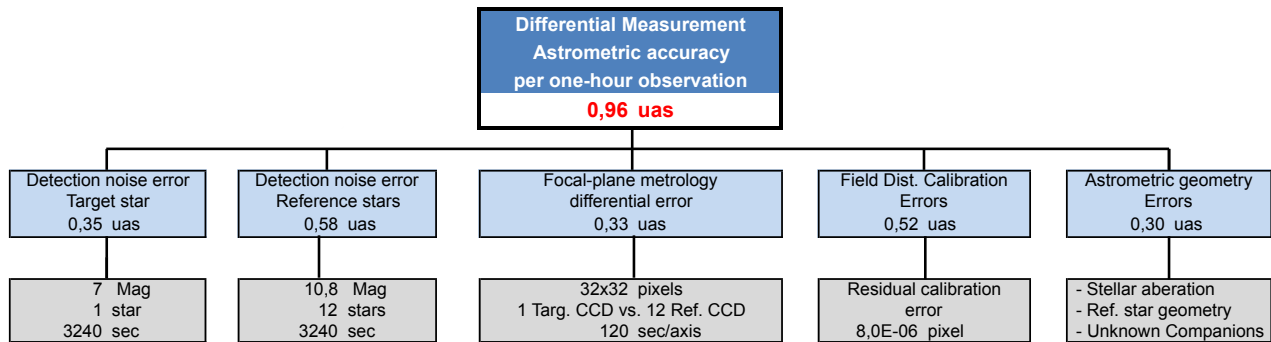 Differential Measurement
Astrometric accuracy
per one-hour observation
0,96 uas
Detection noise error
Target star
0,35 uas
Detection noise error
Reference stars
0,58 uas
Focal-plane metrology
differential error
0,33 uas
Field Dist. Calibration
Errors
0,52 uas
Astrometric geometry
Errors
0,30 uas
7 Mag
1 star
3240 sec
10,8 Mag
12 stars
3240 sec
32x32 pixels
1 Targ. CCD vs. 12 Ref. CCD
120 sec/axis
Residual calibration
error
8,0E-06 pixel
- Stellar aberation
- Ref. star geometry
- Unknown Companions